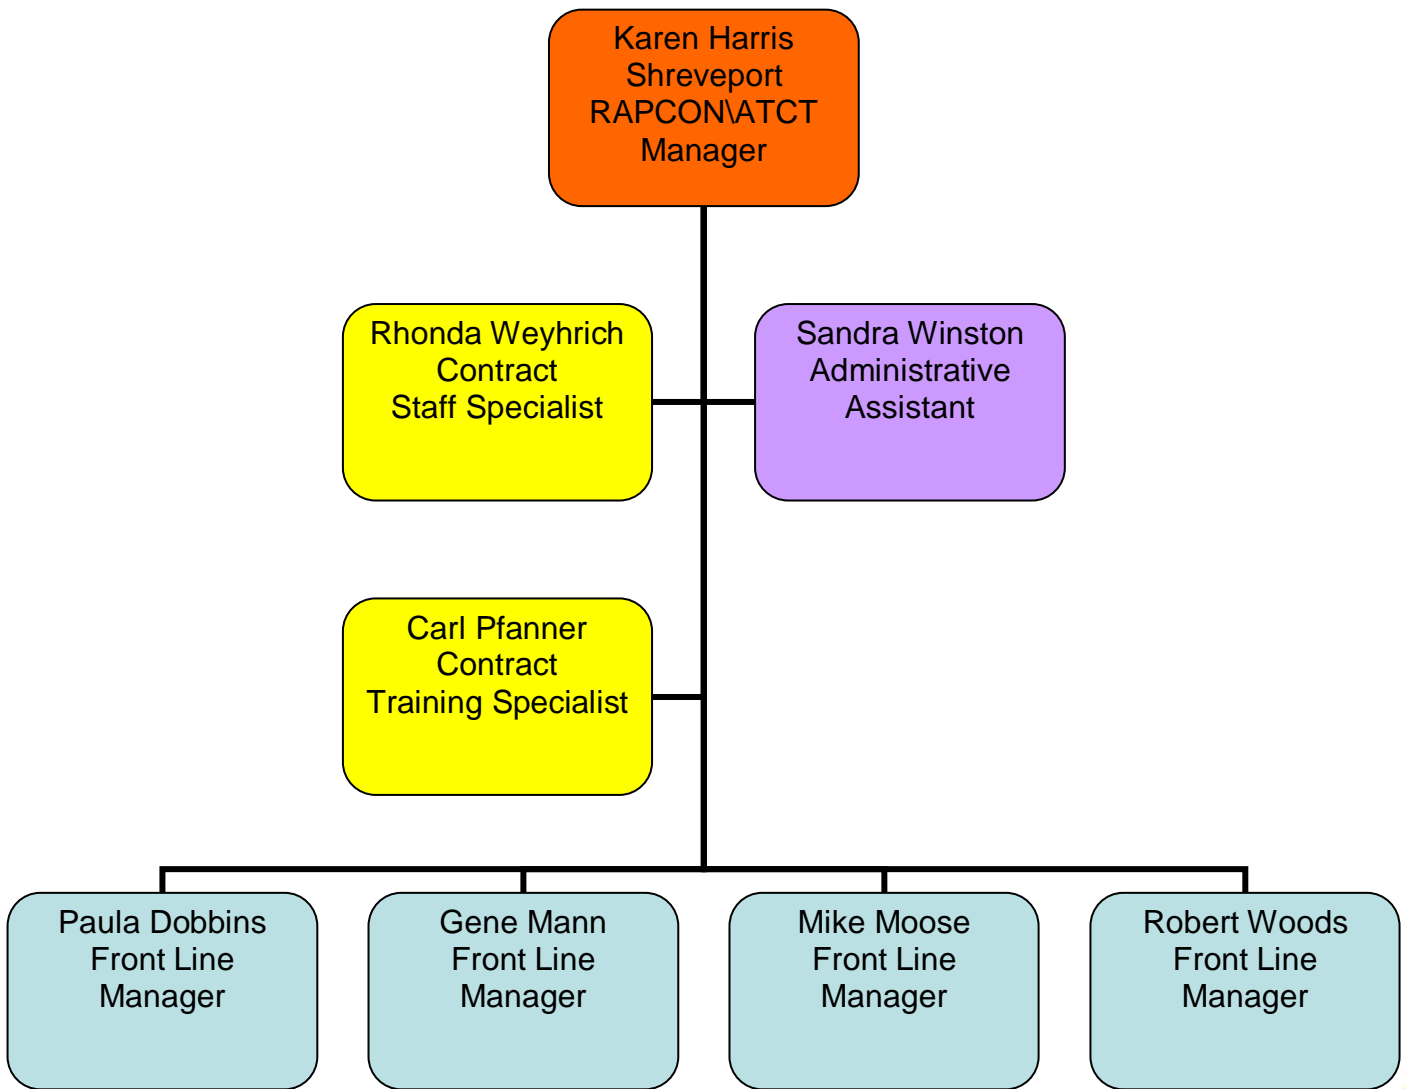 Karen Harris
Shreveport
RAPCON\ATCT
Manager
Rhonda Weyhrich
Contract
Staff Specialist
Sandra Winston
Administrative
Assistant
Carl Pfanner
Contract
Training Specialist
Paula Dobbins
Front Line
Manager
Gene Mann
Front Line
Manager
Mike Moose
Front Line
Manager
Robert Woods
Front Line
Manager